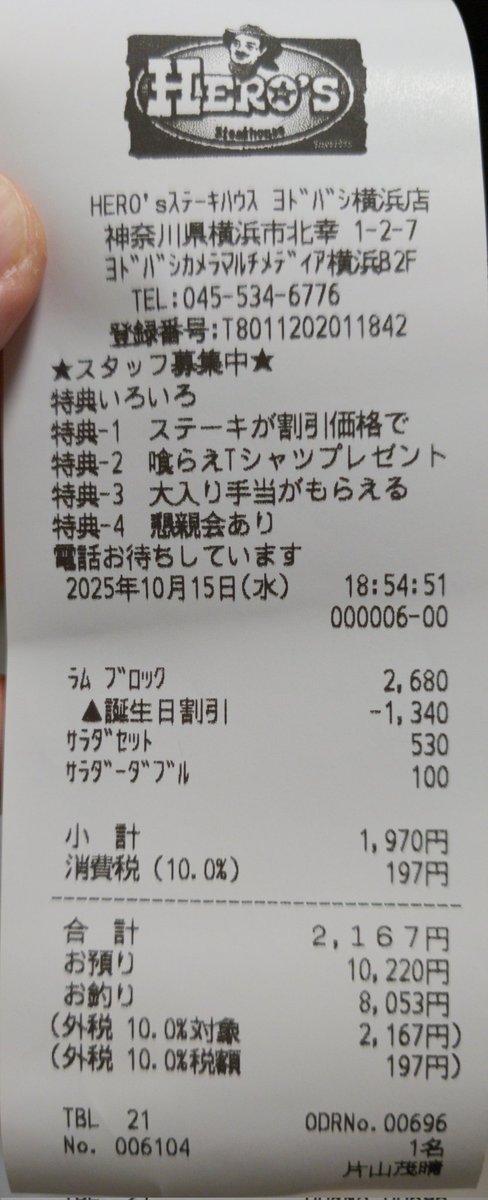 HERO'S
Steakhouse
HERO'sｽﾃｰｷﾊｳｽ ﾖﾄﾞﾊﾞｼ横浜店
神奈川県横浜市北幸 1-2-7
ﾖﾄﾞﾊﾞｼｶﾒﾗﾏﾙﾁﾒﾃﾞｨｱ横浜B2F
TEL:045-534-6776
登録番号:T8011202011842
★スタッフ募集中★
特典いろいろ
特典-1 ステーキが割引価格で
特典-2 喰らえTシャツプレゼント
特典-3 大入り手当がもらえる
特典-4 懇親会あり
電話お待ちしています
2025年10月15日(水) 18:54:51
000006-00
ﾗﾑ ﾌﾞﾛｯｸ 2,680
▲誕生日割引 -1,340
ｻﾗﾀﾞｾｯﾄ 530
ｻﾗﾀﾞｰﾀﾞﾌﾞﾙ 100
小 計 1,970円
消費税(10.0%) 197円
合 計 2,167円
お預り 10,220円
お釣り 8,053円
(外税 10.0%対象 2,167円)
(外税 10.0%税額 197円)
TBL 21 ODRNo.00696
No. 006104 1名
片山茂晴